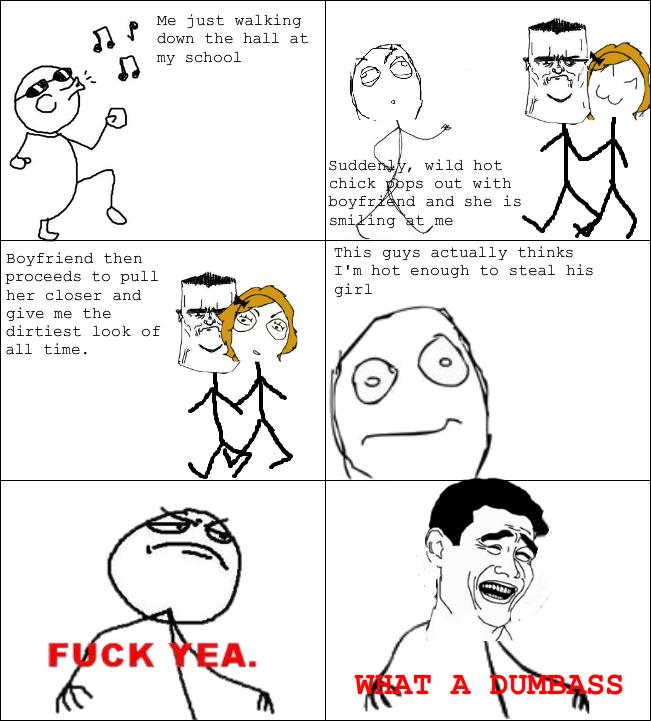 Me just walking
down the hall at
my school
Suddenly, wild hot
chick pops out with
boyfriend and she is
smiling at me
Boyfriend then
proceeds to pull
her closer and
give me the
dirtiest look of
all time.
This guys actually thinks
I'm hot enough to steal his
girl
FUCK YEA.
WHAT A DUMBASS